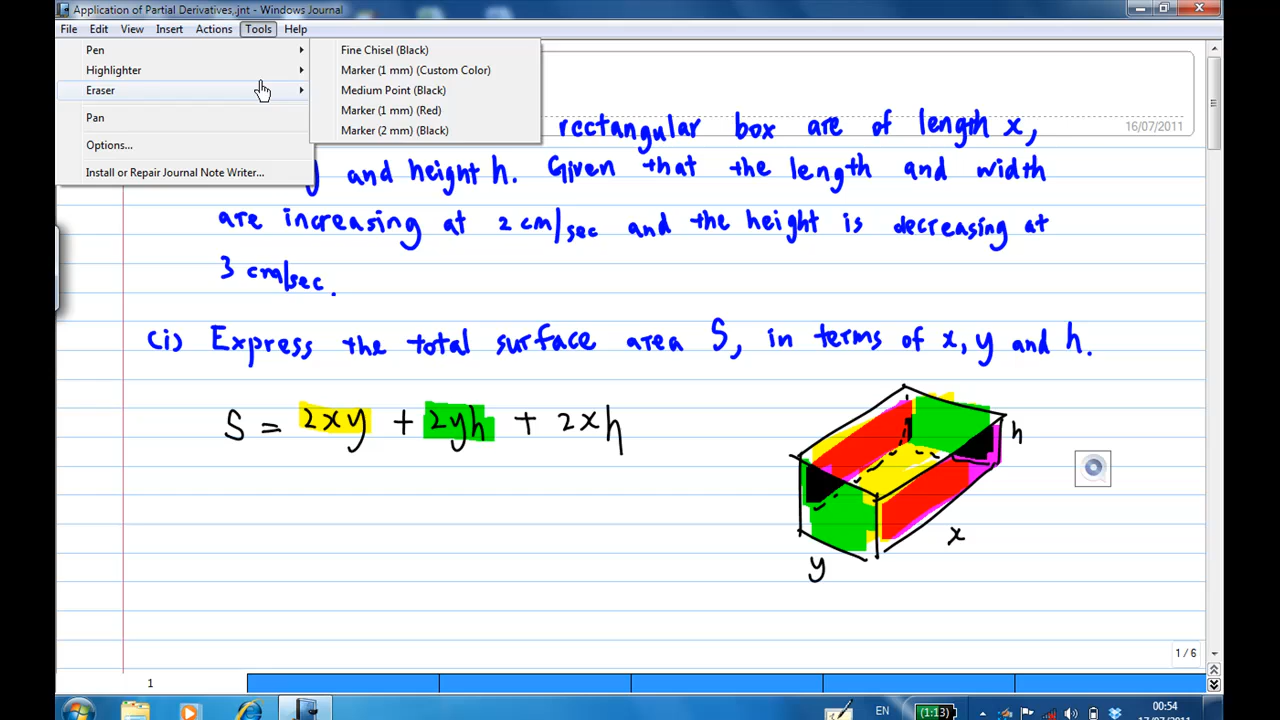 Application of Partial Derivatives,.jnt - Windows Journal
File Edit View Insert Actions Tools Help
Pen
Highlighter
Eraser
Pan
Options...
Install or Repair Journal Note Writer...
Fine Chisel (Black)
Marker (1 mm) (Custom Color)
Medium Point (Black)
Marker (1 mm) (Red)
Marker (2 mm) (Black)
16/07/2011
rectangular box are of length x,
y and height h. Given that the length and width
are increasing at 2 cm/sec and the height is decreasing at
3 cm/sec.
(i) Express the total surface area S, in terms of x, y and h.
S = 2xy + 2yh + 2xh
h
x
y
1 / 6
1
EN
(1:13)
00:54
17/07/2011